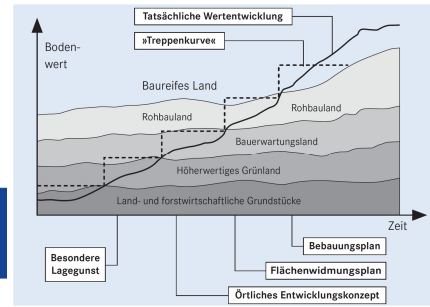 Tatsächliche Wertentwicklung
»Treppenkurve«
Boden-
wert
Baureifes Land
Rohbauland
Rohbauland
Bauerwartungsland
Höherwertiges Grünland
Land- und forstwirtschaftliche Grundstücke
Zeit
Besondere
Lagegunst
Bebauungsplan
Flächenwidmungsplan
Örtliches Entwicklungskonzept